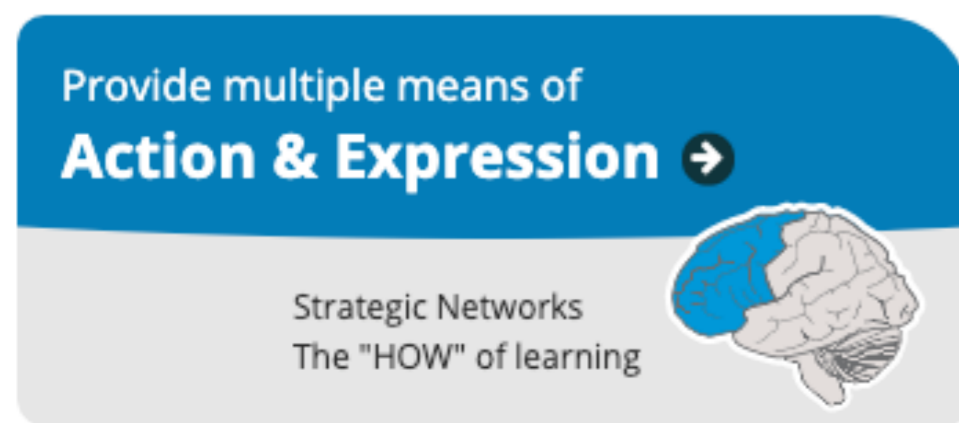 Provide multiple means of
Action & Expression
Strategic Networks
The "HOW" of learning